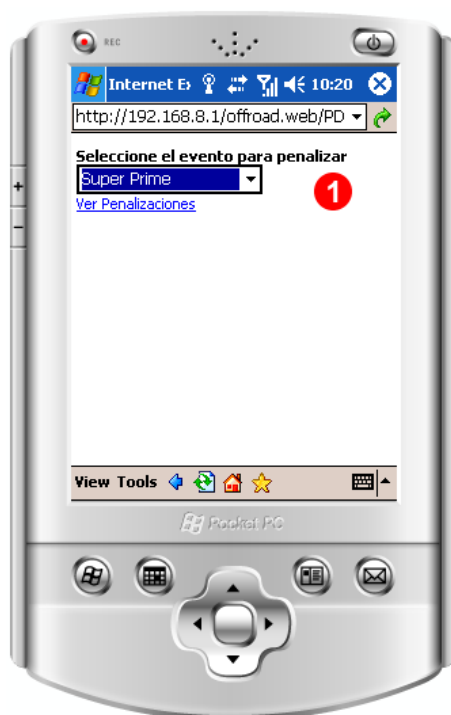 REC
Internet E
10:20
http://192.168.8.1/offroad.web/PD
Seleccione el evento para penalizar
Super Prime
1
Ver Penalizaciones
View Tools
Pocket PC